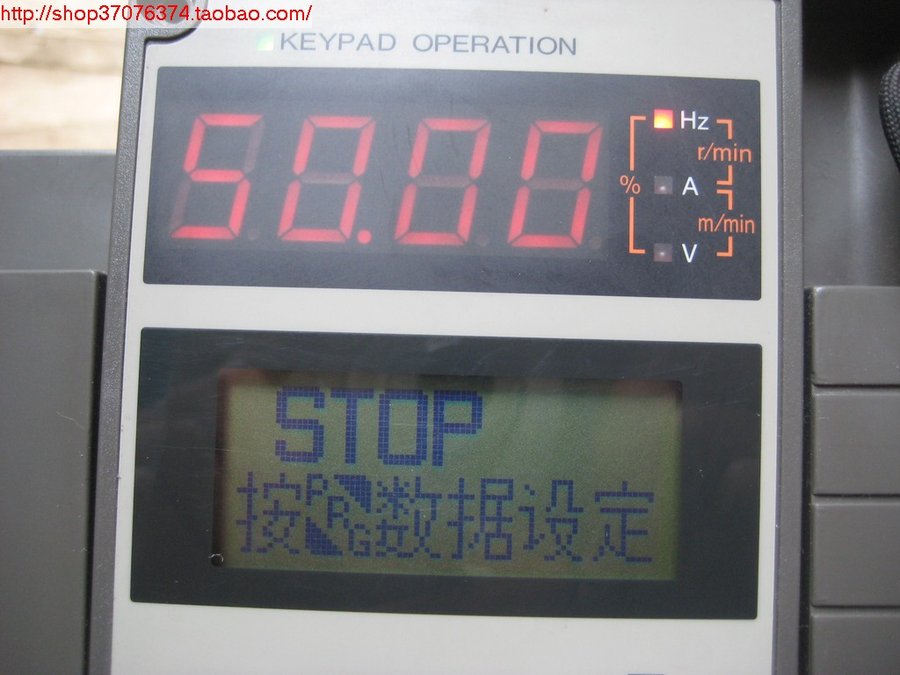 http://shop37076374.taobao.com/
KEYPAD OPERATION
50.00
Hz
r/min
% A
m/min
V
STOP
按PRG数据设定